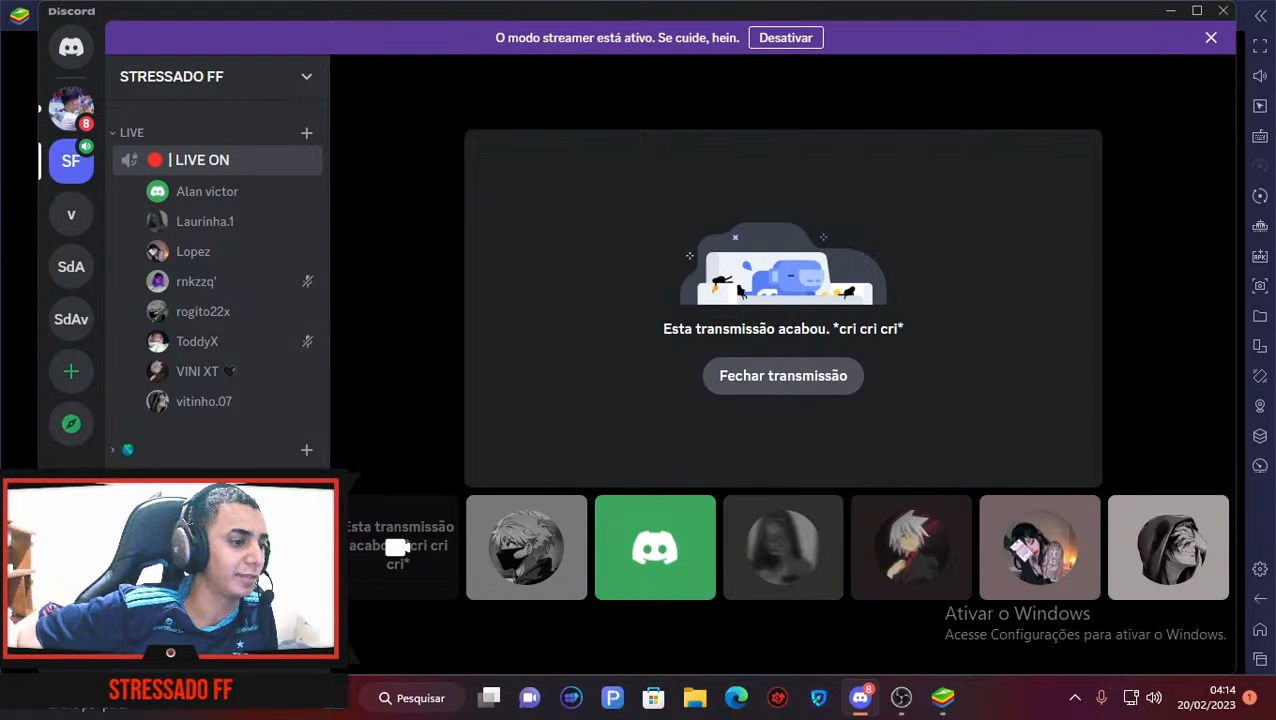 Discord
O modo streamer está ativo. Se cuide, hein.
Desativar
STRESSADO FF
8
LIVE
| LIVE ON
SF
Alan victor
v
Laurinha.1
Lopez
SdA
rnkzzq'
rogito22x
SdAv
ToddyX
VINI XT
vitinho.07
Esta transmissão acabou. *cri cri cri*
Fechar transmissão
Esta transmissão
acabou. *cri cri
cri*
Ativar o Windows
Acesse Configurações para ativar o Windows.
STRESSADO FF
Pesquisar
8
04:14
20/02/2023
1